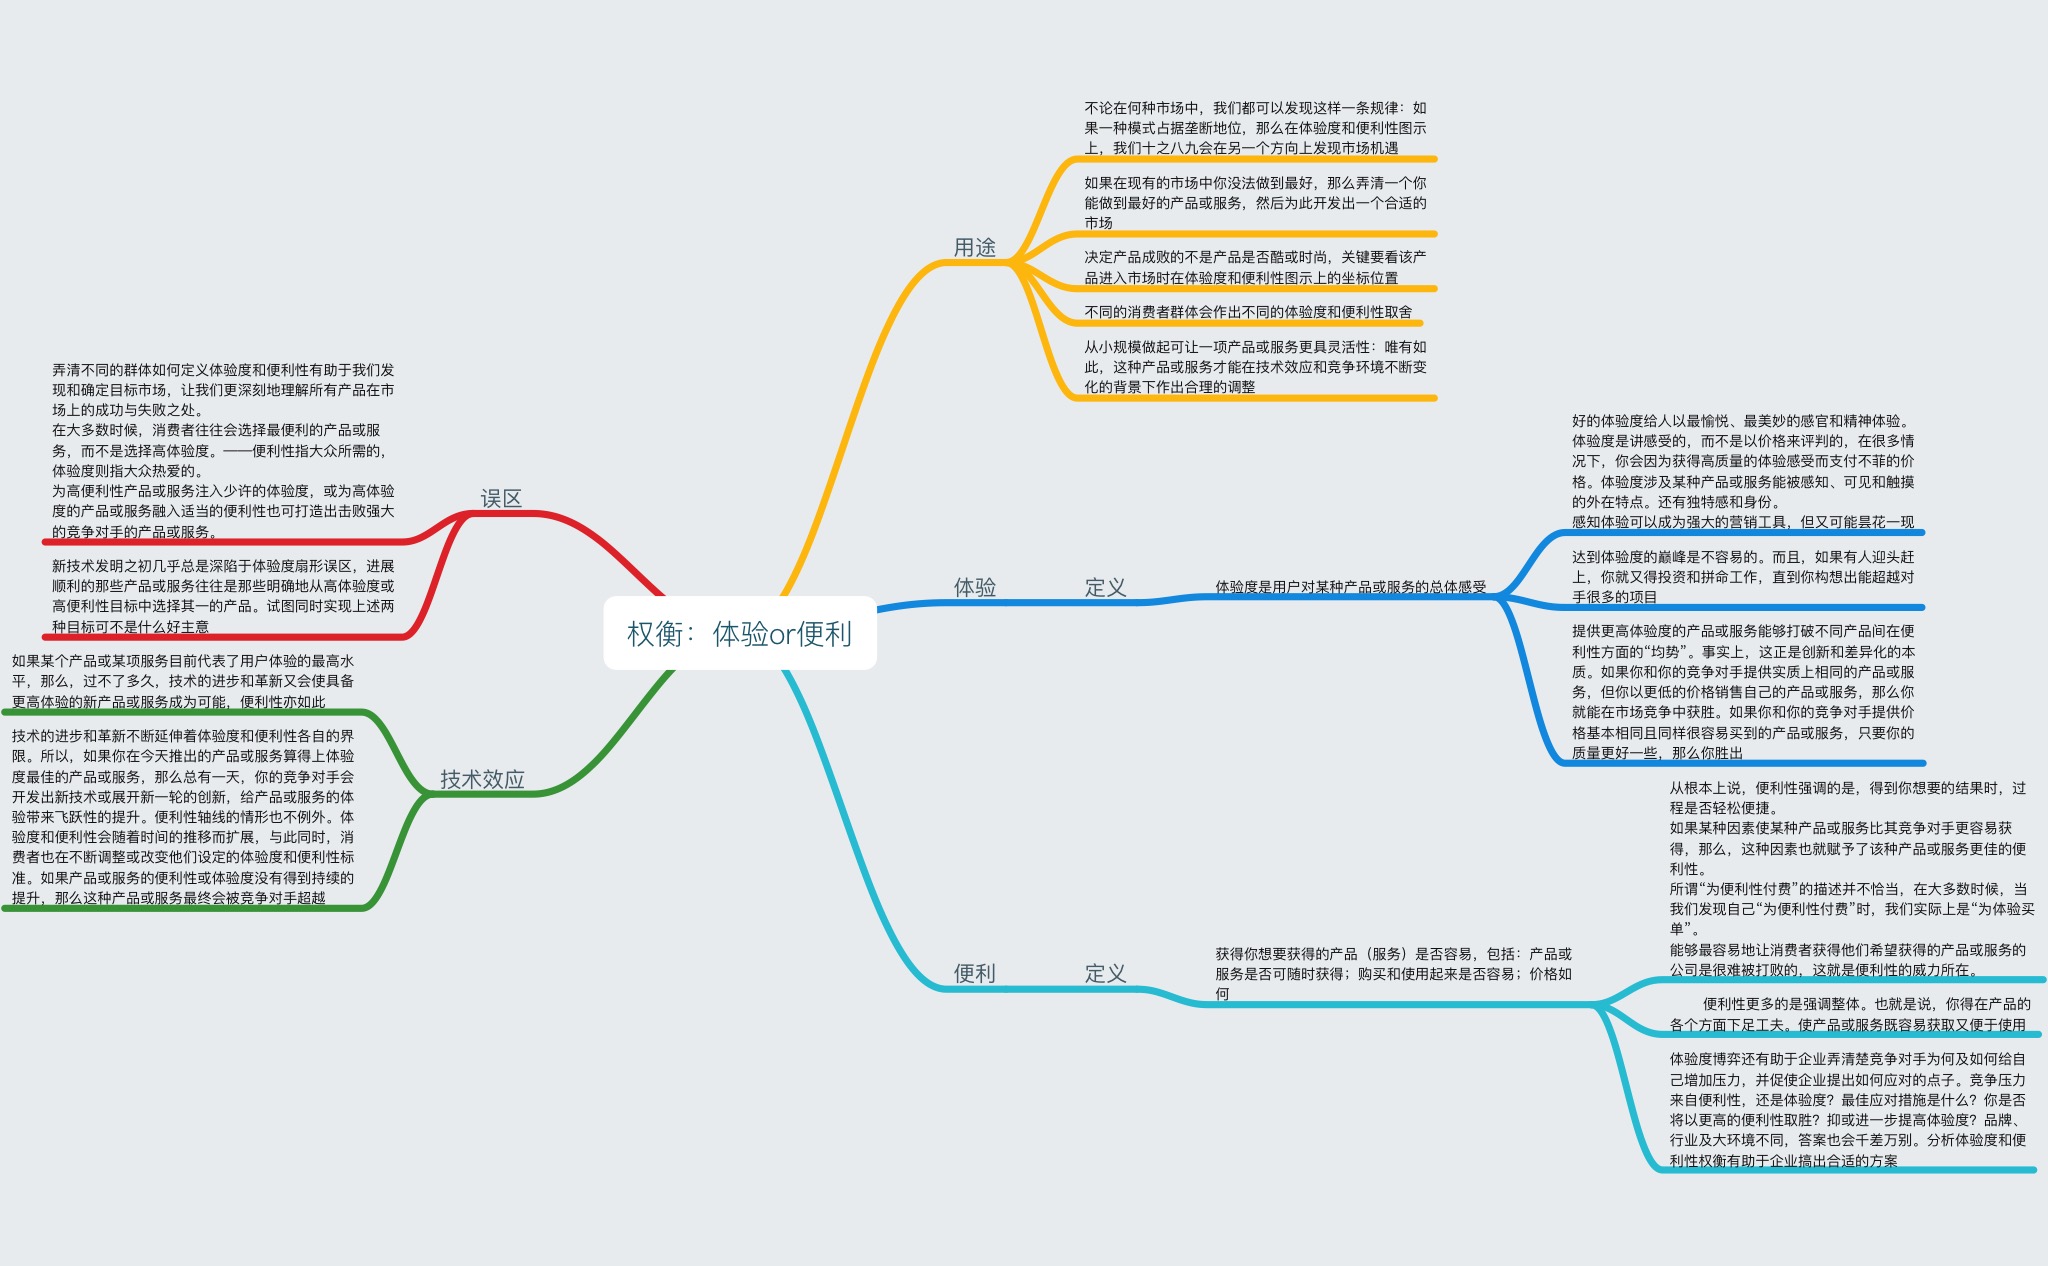 权衡：体验or便利
用途
不论在何种市场中，我们都可以发现这样一条规律：如
果一种模式占据垄断地位，那么在体验度和便利性图示
上，我们十之八九会在另一个方向上发现市场机遇
如果在现有的市场中你没法做到最好，那么弄清一个你
能做到最好的产品或服务，然后为此开发出一个合适的
市场
决定产品成败的不是产品是否酷或时尚，关键要看该产
品进入市场时在体验度和便利性图示上的坐标位置
不同的消费者群体会作出不同的体验度和便利性取舍
从小规模做起可让一项产品或服务更具灵活性：唯有如
此，这种产品或服务才能在技术效应和竞争环境不断变
化的背景下作出合理的调整
体验
定义
体验度是用户对某种产品或服务的总体感受
好的体验度给人以最愉悦、最美妙的感官和精神体验。
体验度是讲感受的，而不是以价格来评判的，在很多情
况下，你会因为获得高质量的体验感受而支付不菲的价
格。体验度涉及某种产品或服务能被感知、可见和触摸
的外在特点。还有独特感和身份。
感知体验可以成为强大的营销工具，但又可能昙花一现
达到体验度的巅峰是不容易的。而且，如果有人迎头赶
上，你就又得投资和拼命工作，直到你构想出能超越对
手很多的项目
提供更高体验度的产品或服务能够打破不同产品间在便
利性方面的“均势”。事实上，这正是创新和差异化的本
质。如果你和你的竞争对手提供实质上相同的产品或服
务，但你以更低的价格销售自己的产品或服务，那么你
就能在市场竞争中获胜。如果你和你的竞争对手提供价
格基本相同且同样很容易买到的产品或服务，只要你的
质量更好一些，那么你胜出
便利
定义
获得你想要获得的产品（服务）是否容易，包括：产品或
服务是否可随时获得；购买和使用起来是否容易；价格如
何
从根本上说，便利性强调的是，得到你想要的结果时，过
程是否轻松便捷。
如果某种因素使某种产品或服务比其竞争对手更容易获
得，那么，这种因素也就赋予了该种产品或服务更佳的便
利性。
所谓“为便利性付费”的描述并不恰当，在大多数时候，当
我们发现自己“为便利性付费”时，我们实际上是“为体验买
单”。
能够最容易地让消费者获得他们希望获得的产品或服务的
公司是很难被打败的，这就是便利性的威力所在。
便利性更多的是强调整体。也就是说，你得在产品的
各个方面下足工夫。使产品或服务既容易获取又便于使用
体验度博弈还有助于企业弄清楚竞争对手为何及如何给自
己增加压力，并促使企业提出如何应对的点子。竞争压力
来自便利性，还是体验度？最佳应对措施是什么？你是否
将以更高的便利性取胜？抑或进一步提高体验度？品牌、
行业及大环境不同，答案也会千差万别。分析体验度和便
利性权衡有助于企业搞出合适的方案
误区
弄清不同的群体如何定义体验度和便利性有助于我们发
现和确定目标市场，让我们更深刻地理解所有产品在市
场上的成功与失败之处。
在大多数时候，消费者往往会选择最便利的产品或服
务，而不是选择高体验度。——便利性指大众所需的，
体验度则指大众热爱的。
为高便利性产品或服务注入少许的体验度，或为高体验
度的产品或服务融入适当的便利性也可打造出击败强大
的竞争对手的产品或服务。
新技术发明之初几乎总是深陷于体验度扇形误区，进展
顺利的那些产品或服务往往是那些明确地从高体验度或
高便利性目标中选择其一的产品。试图同时实现上述两
种目标可不是什么好主意
技术效应
如果某个产品或某项服务目前代表了用户体验的最高水
平，那么，过不了多久，技术的进步和革新又会使具备
更高体验的新产品或服务成为可能，便利性亦如此
技术的进步和革新不断延伸着体验度和便利性各自的界
限。所以，如果你在今天推出的产品或服务算得上体验
度最佳的产品或服务，那么总有一天，你的竞争对手会
开发出新技术或展开新一轮的创新，给产品或服务的体
验带来飞跃性的提升。便利性轴线的情形也不例外。体
验度和便利性会随着时间的推移而扩展，与此同时，消
费者也在不断调整或改变他们设定的体验度和便利性标
准。如果产品或服务的便利性或体验度没有得到持续的
提升，那么这种产品或服务最终会被竞争对手超越